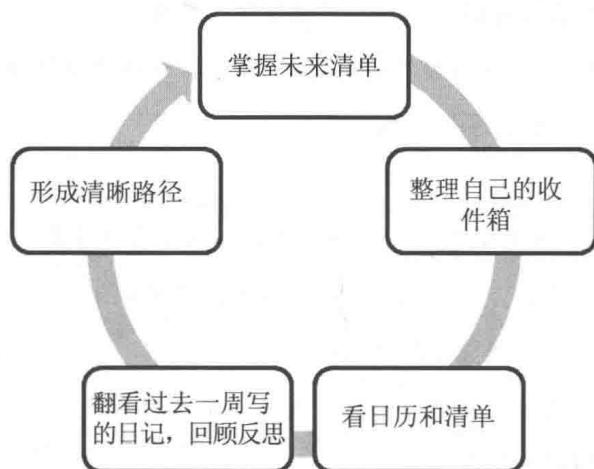 掌握未来清单
整理自己的收
件箱
看日历和清单
翻看过去一周写
的日记，回顾反思
形成清晰路径